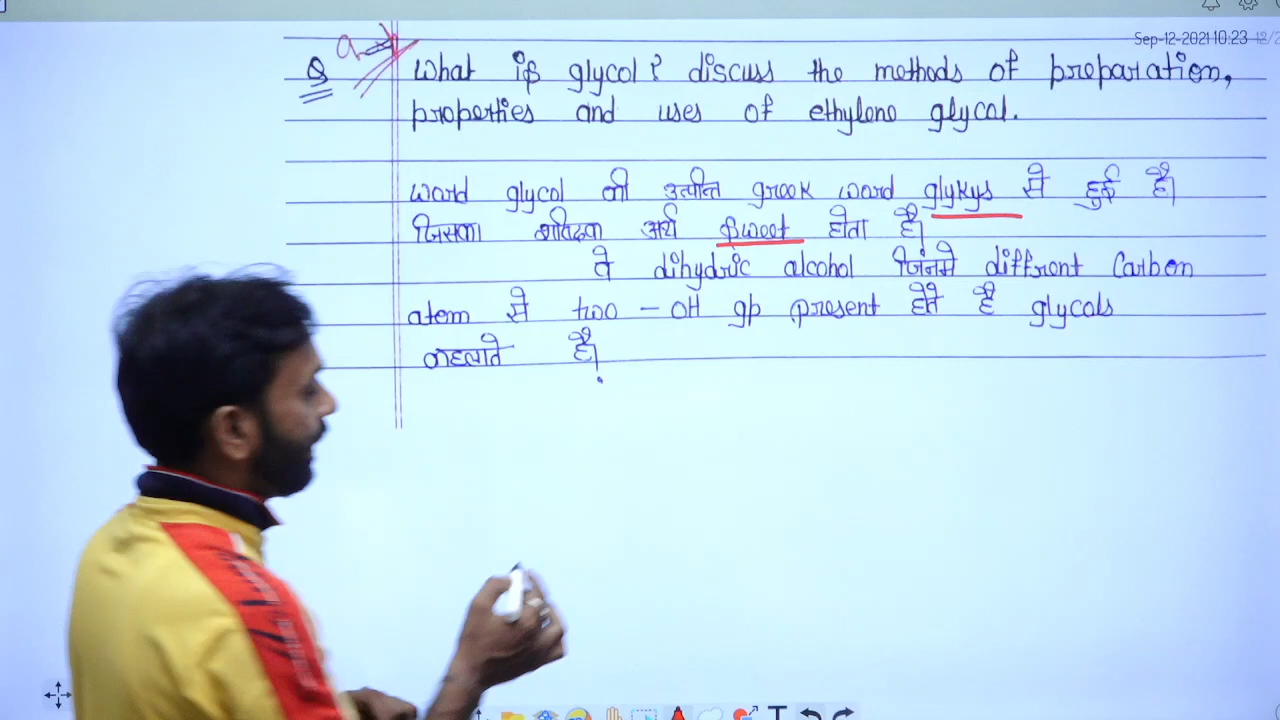 Sep-12-2021 10:23
Q What is glycol? discuss the methods of preparation,
properties and uses of ethylene glycol.
word glycol की उत्पत्ति greek word glykys से हुई है।
जिसका शाब्दिक अर्थ sweet होता है।
वे dihydric alcohol जिनमे diffrent Carbon
atom से two -OH gp present होते है glycols
कहलाते है।
T